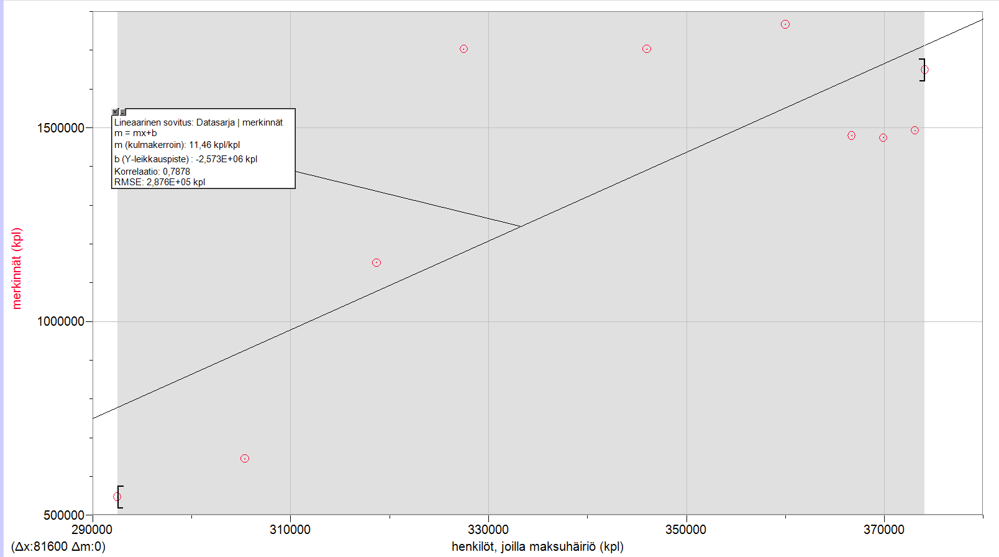 Lineaarinen sovitus: Datasarja | merkinnät
m = mx+b
m (kulmakerroin): 11,46 kpl/kpl
b (Y-leikkauspiste) : -2,573E+06 kpl
Korrelaatio: 0,7878
RMSE: 2,876E+05 kpl
merkinnät (kpl)
1500000
1000000
500000
290000 310000 330000 350000 370000
(Δx:81600 Δm:0)
henkilöt, joilla maksuhäiriö (kpl)